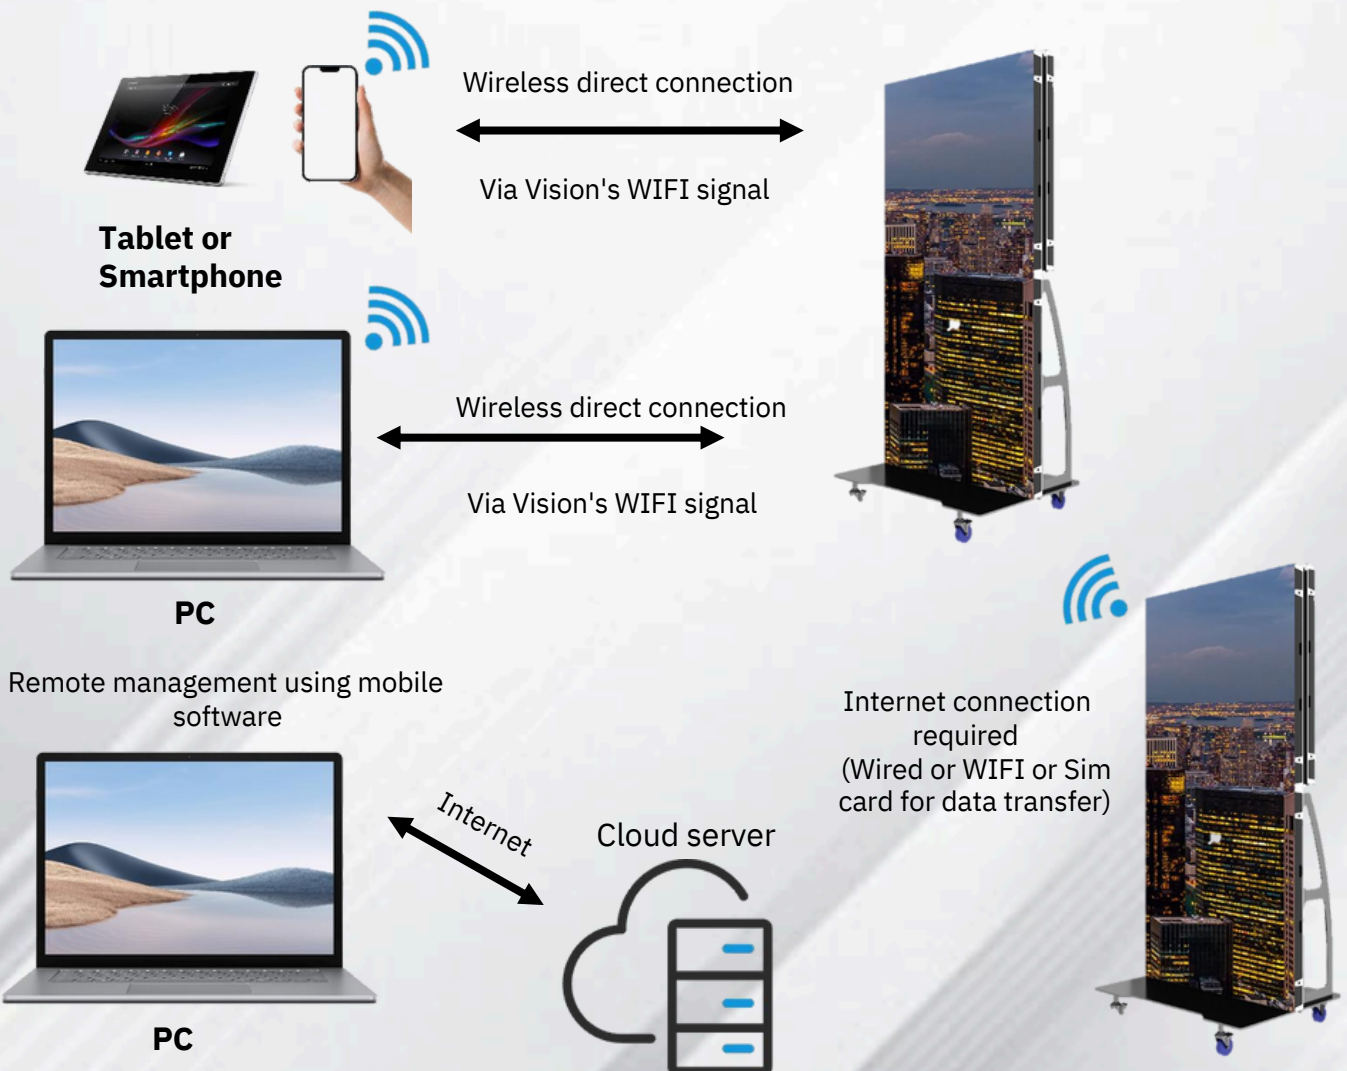 Wireless direct connection
Via Vision's WIFI signal
Tablet or
Smartphone
Wireless direct connection
Via Vision's WIFI signal
PC
Remote management using mobile
software
Internet connection
required
(Wired or WIFI or Sim
card for data transfer)
Internet
Cloud server
PC